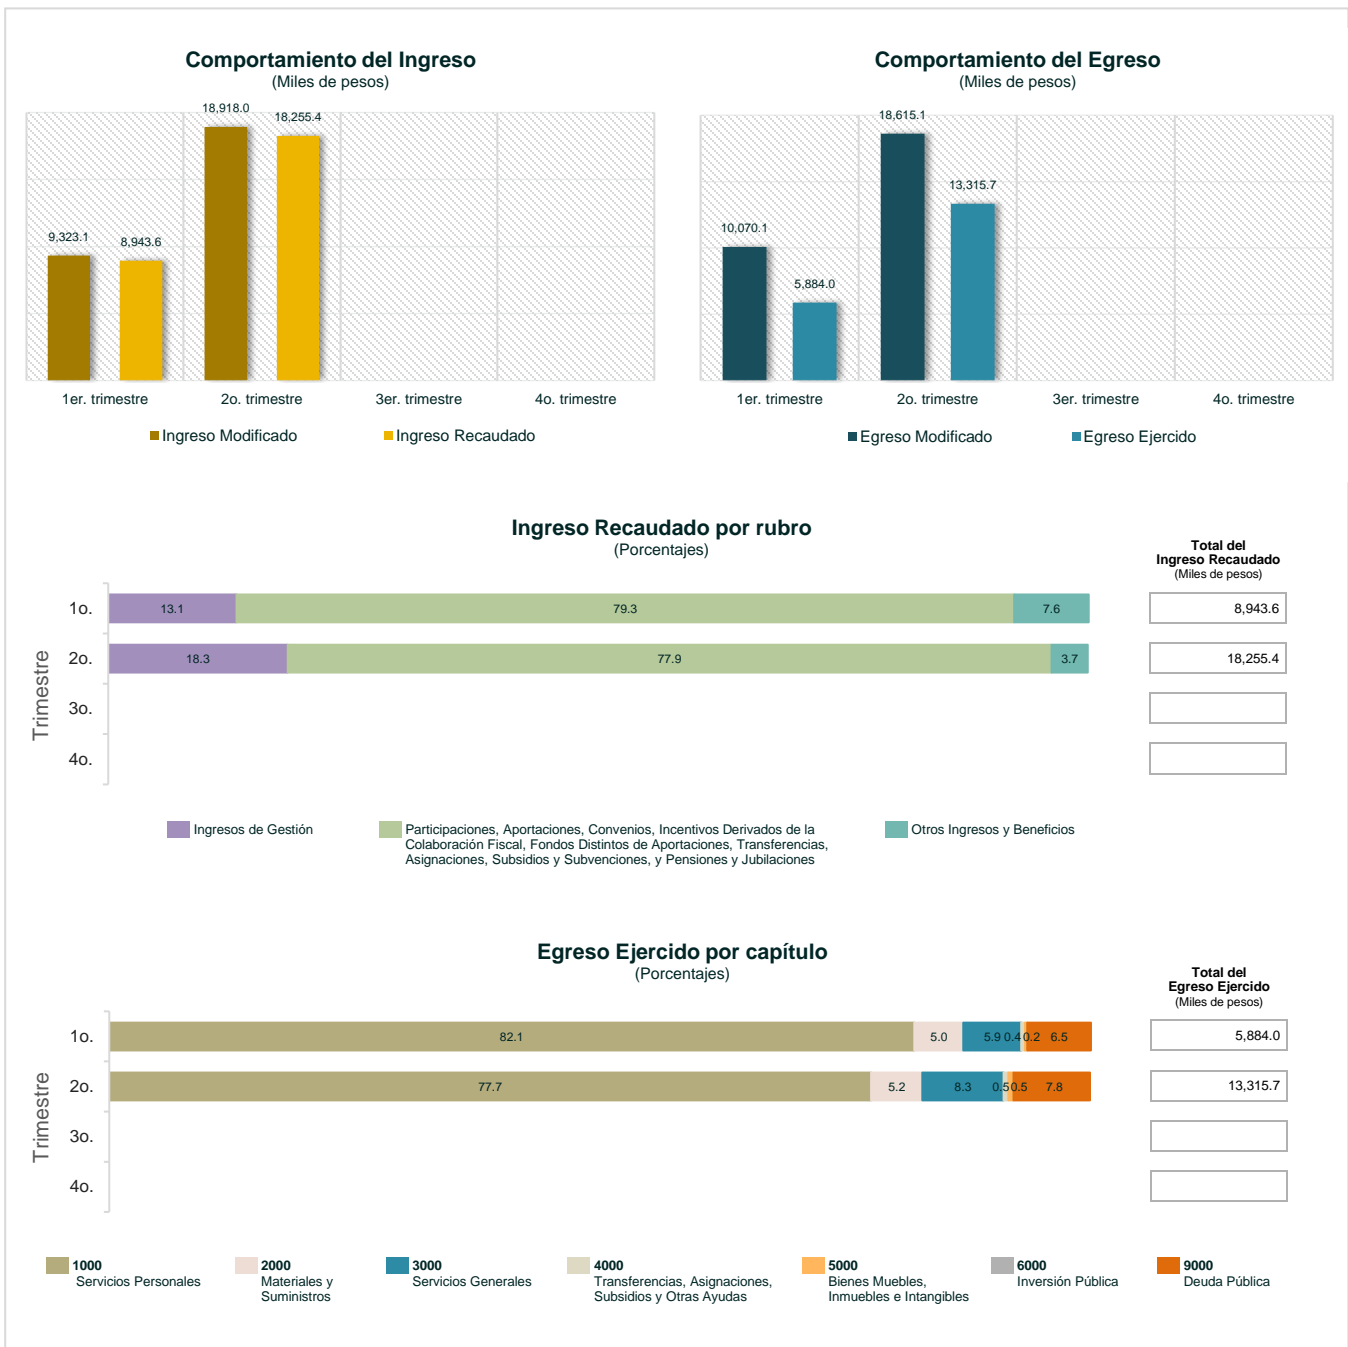 Comportamiento del Ingreso
(Miles de pesos)
18,918.0
18,255.4
9,323.1
8,943.6
1er. trimestre
2o. trimestre
3er. trimestre
4o. trimestre
Ingreso Modificado
Ingreso Recaudado
Comportamiento del Egreso
(Miles de pesos)
18,615.1
13,315.7
10,070.1
5,884.0
1er. trimestre
2o. trimestre
3er. trimestre
4o. trimestre
Egreso Modificado
Egreso Ejercido
Ingreso Recaudado por rubro
(Porcentajes)
Total del
Ingreso Recaudado
(Miles de pesos)
Trimestre
1o.
13.1
79.3
7.6
8,943.6
2o.
18.3
77.9
3.7
18,255.4
3o.
4o.
Ingresos de Gestión
Participaciones, Aportaciones, Convenios, Incentivos Derivados de la
Colaboración Fiscal, Fondos Distintos de Aportaciones, Transferencias,
Asignaciones, Subsidios y Subvenciones, y Pensiones y Jubilaciones
Otros Ingresos y Beneficios
Egreso Ejercido por capítulo
(Porcentajes)
Total del
Egreso Ejercido
(Miles de pesos)
Trimestre
1o.
82.1
5.0
5.9
0.4
0.2
6.5
5,884.0
2o.
77.7
5.2
8.3
0.5
0.5
7.8
13,315.7
3o.
4o.
1000
Servicios Personales
2000
Materiales y
Suministros
3000
Servicios Generales
4000
Transferencias, Asignaciones,
Subsidios y Otras Ayudas
5000
Bienes Muebles,
Inmuebles e Intangibles
6000
Inversión Pública
9000
Deuda Pública